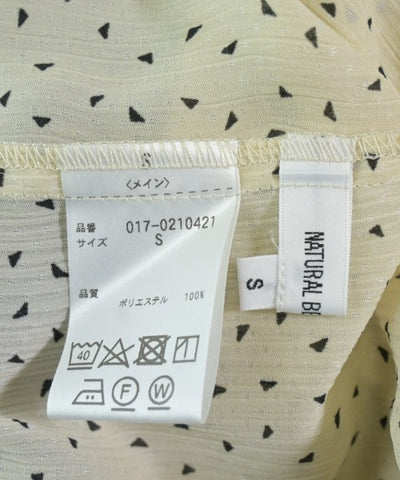 S
〈メイン〉
品番 017-0210421
サイズ S
品質 ポリエステル 100%
40
F W
NATURAL BE
S